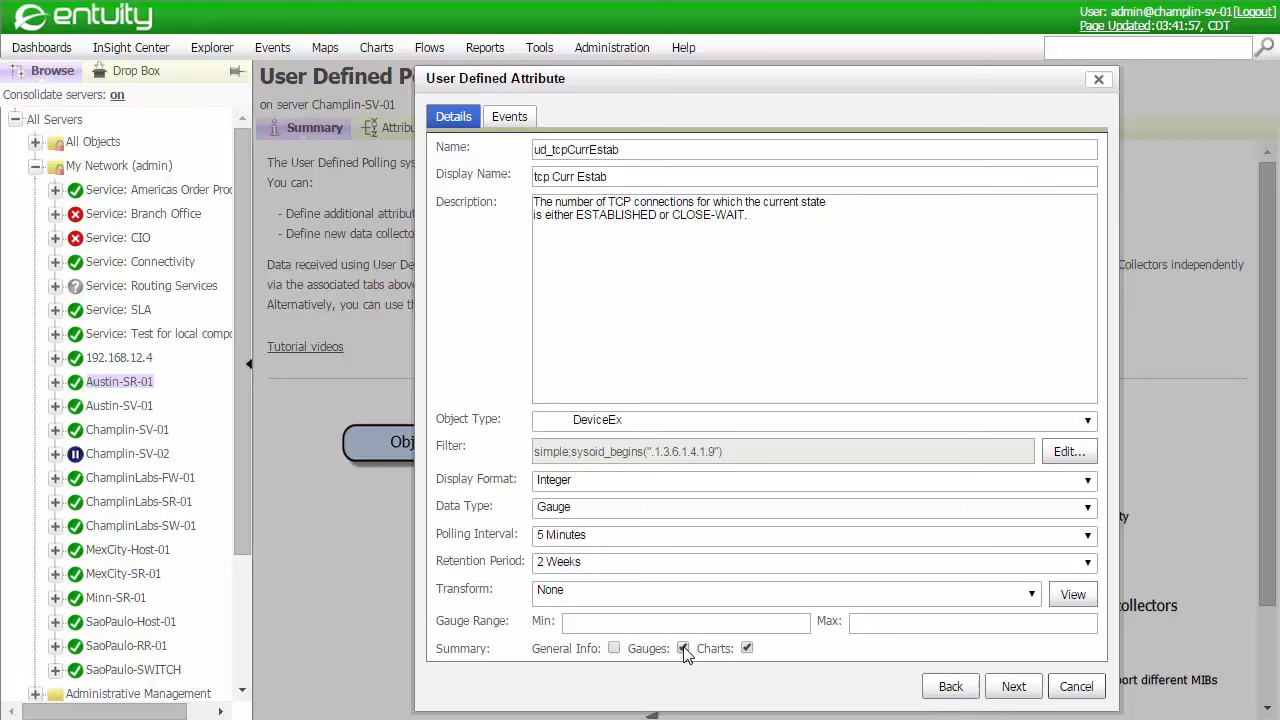 entuity
User: admin@champlin-sv-01[Logout]
Page Updated:03:41:57, CDT
Dashboards InSight Center Explorer Events Maps Charts Flows Reports Tools Administration Help
Browse Drop Box
Consolidate servers: on
All Servers
All Objects
My Network (admin)
Service: Americas Order Proc
Service: Branch Office
Service: CIO
Service: Connectivity
Service: Routing Services
Service: SLA
Service: Test for local compo
192.168.12.4
Austin-SR-01
Austin-SV-01
Champlin-SV-01
Champlin-SV-02
ChamplinLabs-FW-01
ChamplinLabs-SR-01
ChamplinLabs-SW-01
MexCity-Host-01
MexCity-SR-01
Minn-SR-01
SaoPaulo-Host-01
SaoPaulo-RR-01
SaoPaulo-SWITCH
Administrative Management
User Defined Po
on server Champlin-SV-01
Summary Attribu
The User Defined Polling sys
You can:
- Define additional attribut
- Define new data collecto
Data received using User De
Collectors independently
via the associated tabs above
Alternatively, you can use th
Tutorial videos
Obj
ty
collectors
port different MIBs
User Defined Attribute
Details Events
Name: ud_tcpCurrEstab
Display Name: tcp Curr Estab
Description: The number of TCP connections for which the current state
is either ESTABLISHED or CLOSE-WAIT.
Object Type: DeviceEx
Filter: simple;sysoid_begins(".1.3.6.1.4.1.9") Edit...
Display Format: Integer
Data Type: Gauge
Polling Interval: 5 Minutes
Retention Period: 2 Weeks
Transform: None View
Gauge Range: Min: Max:
Summary: General Info: Gauges: Charts:
Back Next Cancel